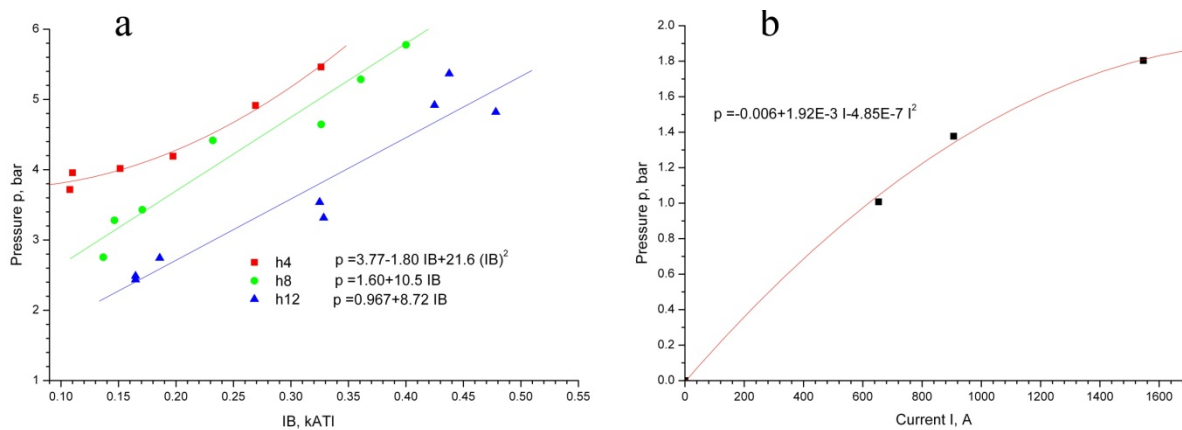 a
6
5
4
3
2
1
Pressure p, bar
h4 p =3.77-1.80 IB+21.6 (IB)2
h8 p =1.60+10.5 IB
h12 p =0.967+8.72 IB
0.10 0.15 0.20 0.25 0.30 0.35 0.40 0.45 0.50 0.55
IB, kATl
b
2.0
1.8
1.6
1.4
1.2
1.0
0.8
0.6
0.4
0.2
0.0
Pressure p, bar
p =-0.006+1.92E-3 I-4.85E-7 I2
0 200 400 600 800 1000 1200 1400 1600
Current I, A